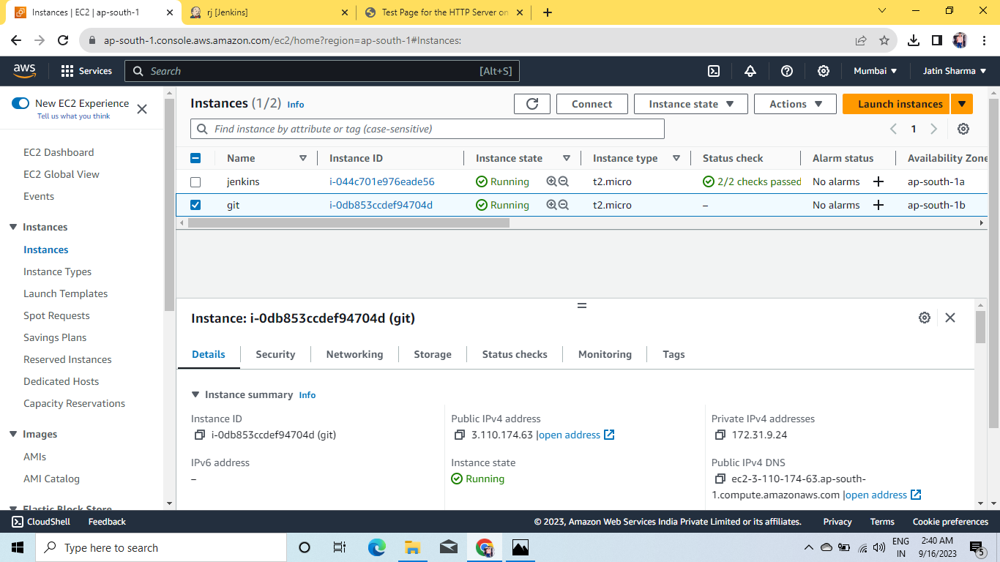 Instances | EC2 | ap-south-1
rj [Jenkins]
Test Page for the HTTP Server on
ap-south-1.console.aws.amazon.com/ec2/home?region=ap-south-1#Instances:
aws
Services
Search
[Alt+S]
Mumbai
Jatin Sharma
New EC2 Experience
Tell us what you think
EC2 Dashboard
EC2 Global View
Events
Instances
Instances
Instance Types
Launch Templates
Spot Requests
Savings Plans
Reserved Instances
Dedicated Hosts
Capacity Reservations
Images
AMIs
AMI Catalog
Elastic Block Store
Instances (1/2) Info
Connect
Instance state
Actions
Launch instances
Find instance by attribute or tag (case-sensitive)
1
Name Instance ID Instance state Instance type Status check Alarm status Availability Zone
jenkins i-044c701e976eade56 Running t2.micro 2/2 checks passed No alarms + ap-south-1a
git i-0db853ccdef94704d Running t2.micro – No alarms + ap-south-1b
Instance: i-0db853ccdef94704d (git)
Details Security Networking Storage Status checks Monitoring Tags
Instance summary Info
Instance ID
i-0db853ccdef94704d (git)
Public IPv4 address
3.110.174.63 |open address
Private IPv4 addresses
172.31.9.24
IPv6 address
–
Instance state
Running
Public IPv4 DNS
ec2-3-110-174-63.ap-south-
1.compute.amazonaws.com |open address
CloudShell
Feedback
© 2023, Amazon Web Services India Private Limited or its affiliates.
Privacy
Terms
Cookie preferences
Type here to search
ENG
IN
2:40 AM
9/16/2023
5